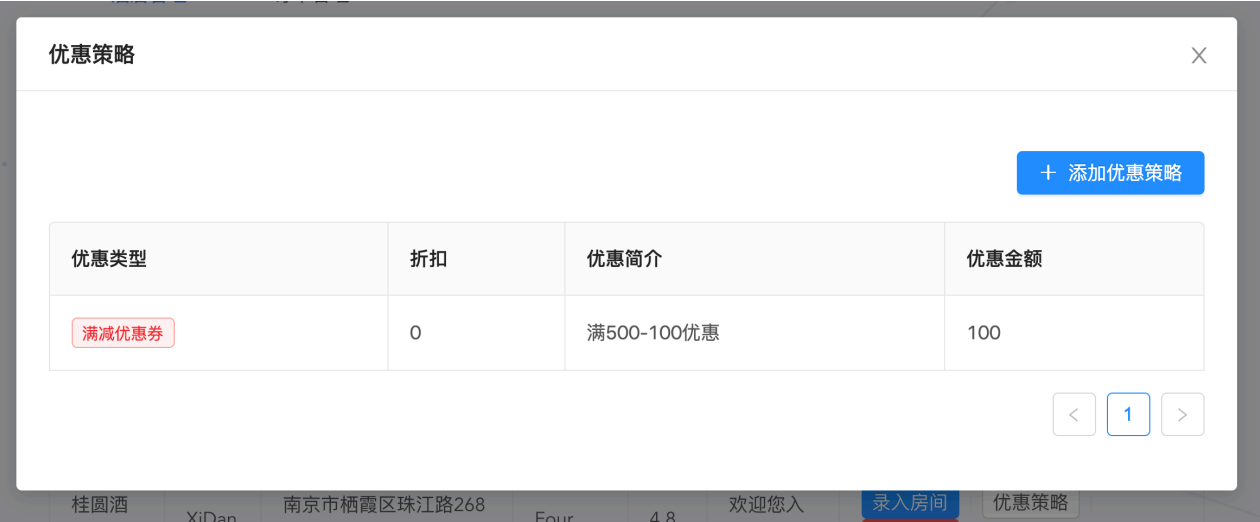 优惠策略
添加优惠策略
优惠类型 折扣 优惠简介 优惠金额
满减优惠券 0 满500-100优惠 100
< 1 >
桂圆酒 南京市栖霞区珠江路268 欢迎您入 录入房间 优惠策略
XiDan Four 4.8